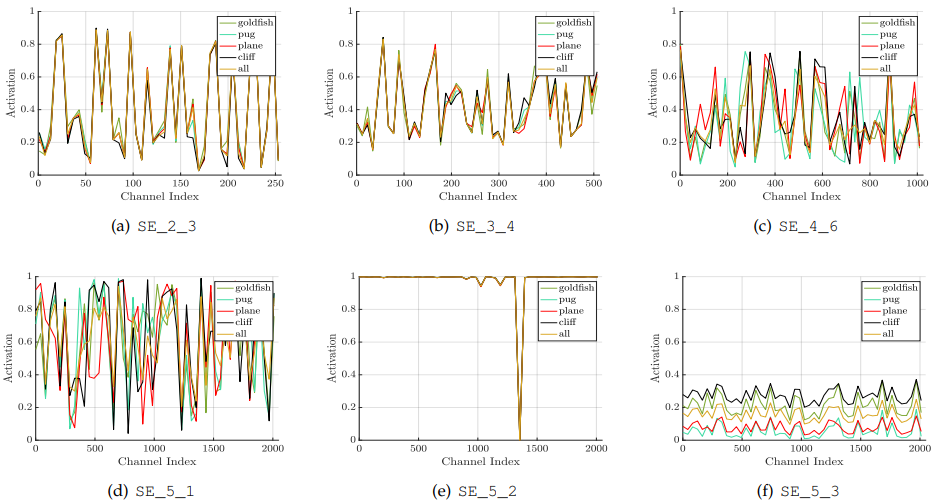 1
0.8
0.6
0.4
0.2
0
Activation
0 50 100 150 200 250
Channel Index
goldfish
pug
plane
cliff
all
(a) SE_2_3
1
0.8
0.6
0.4
0.2
0
Activation
0 100 200 300 400 500
Channel Index
goldfish
pug
plane
cliff
all
(b) SE_3_4
1
0.8
0.6
0.4
0.2
0
Activation
0 200 400 600 800 1000
Channel Index
goldfish
pug
plane
cliff
all
(c) SE_4_6
1
0.8
0.6
0.4
0.2
0
Activation
0 500 1000 1500 2000
Channel Index
goldfish
pug
plane
cliff
all
(d) SE_5_1
1
0.8
0.6
0.4
0.2
0
Activation
0 500 1000 1500 2000
Channel Index
goldfish
pug
plane
cliff
all
(e) SE_5_2
1
0.8
0.6
0.4
0.2
0
Activation
0 500 1000 1500 2000
Channel Index
goldfish
pug
plane
cliff
all
(f) SE_5_3